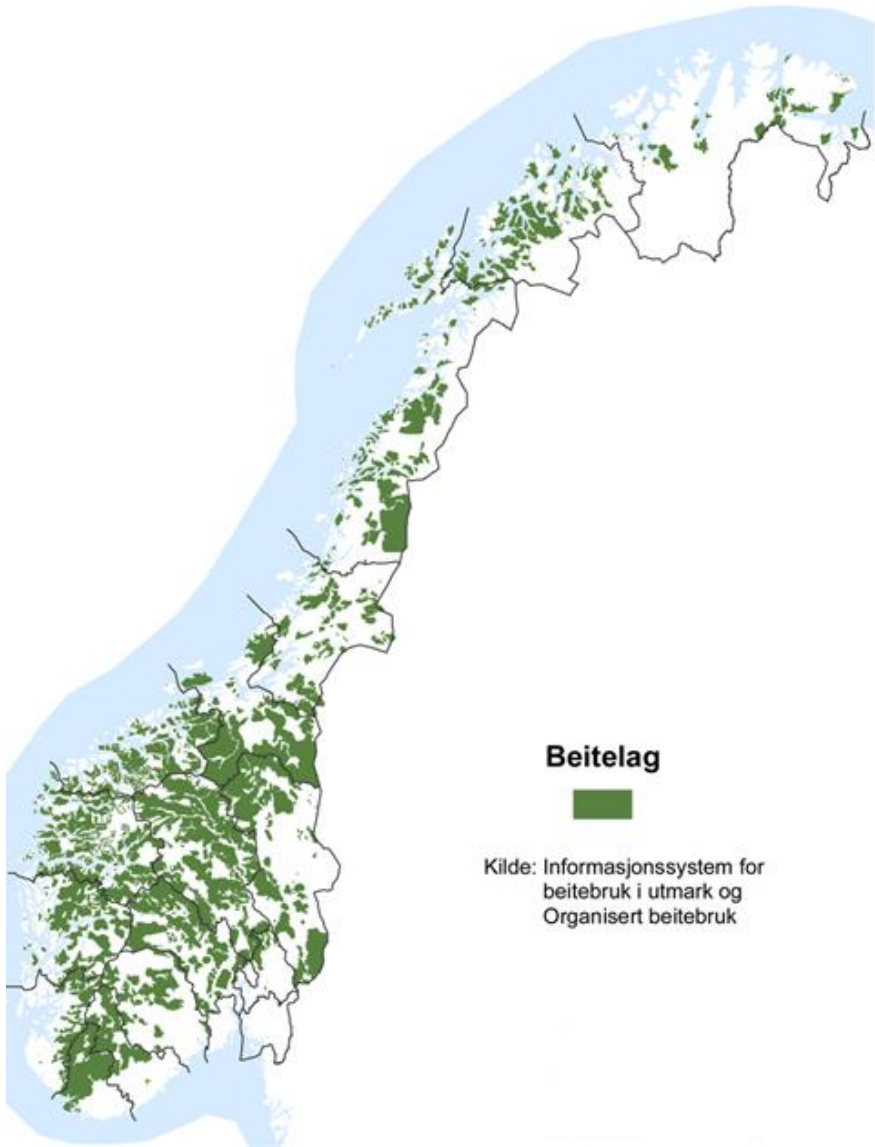 Beitelag
Kilde: Informasjonssystem for
beitebruk i utmark og
Organisert beitebruk